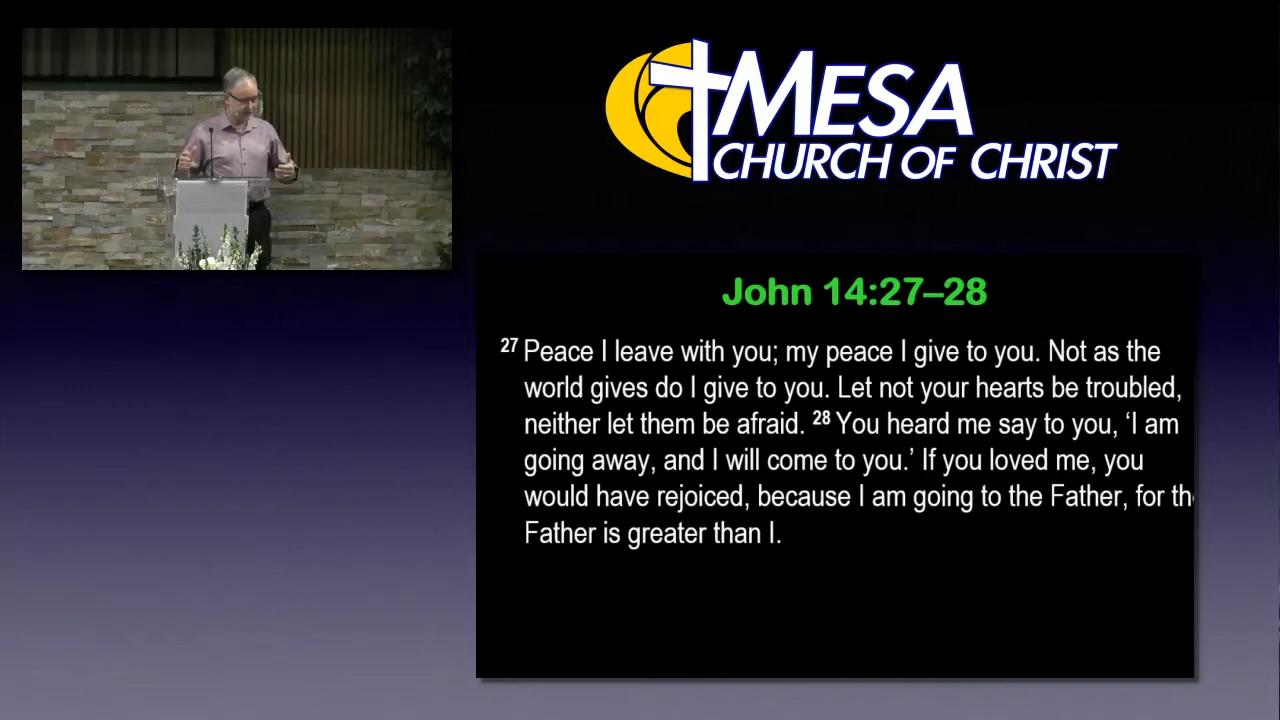 MESA
CHURCH OF CHRIST
John 14:27–28
27 Peace I leave with you; my peace I give to you. Not as the
world gives do I give to you. Let not your hearts be troubled,
neither let them be afraid. 28 You heard me say to you, ‘I am
going away, and I will come to you.’ If you loved me, you
would have rejoiced, because I am going to the Father, for th
Father is greater than I.